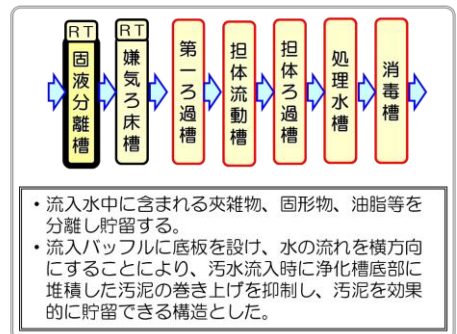 RT
固液分離槽
RT
嫌気ろ床槽
第一ろ過槽
担体流動槽
担体ろ過槽
処理水槽
消毒槽
・流入水中に含まれる夾雑物、固形物、油脂等を
分離し貯留する。
・流入バッフルに底板を設け、水の流れを横方向
にすることにより、汚水流入時に浄化槽底部に
堆積した汚泥の巻き上げを抑制し、汚泥を効果
的に貯留できる構造とした。